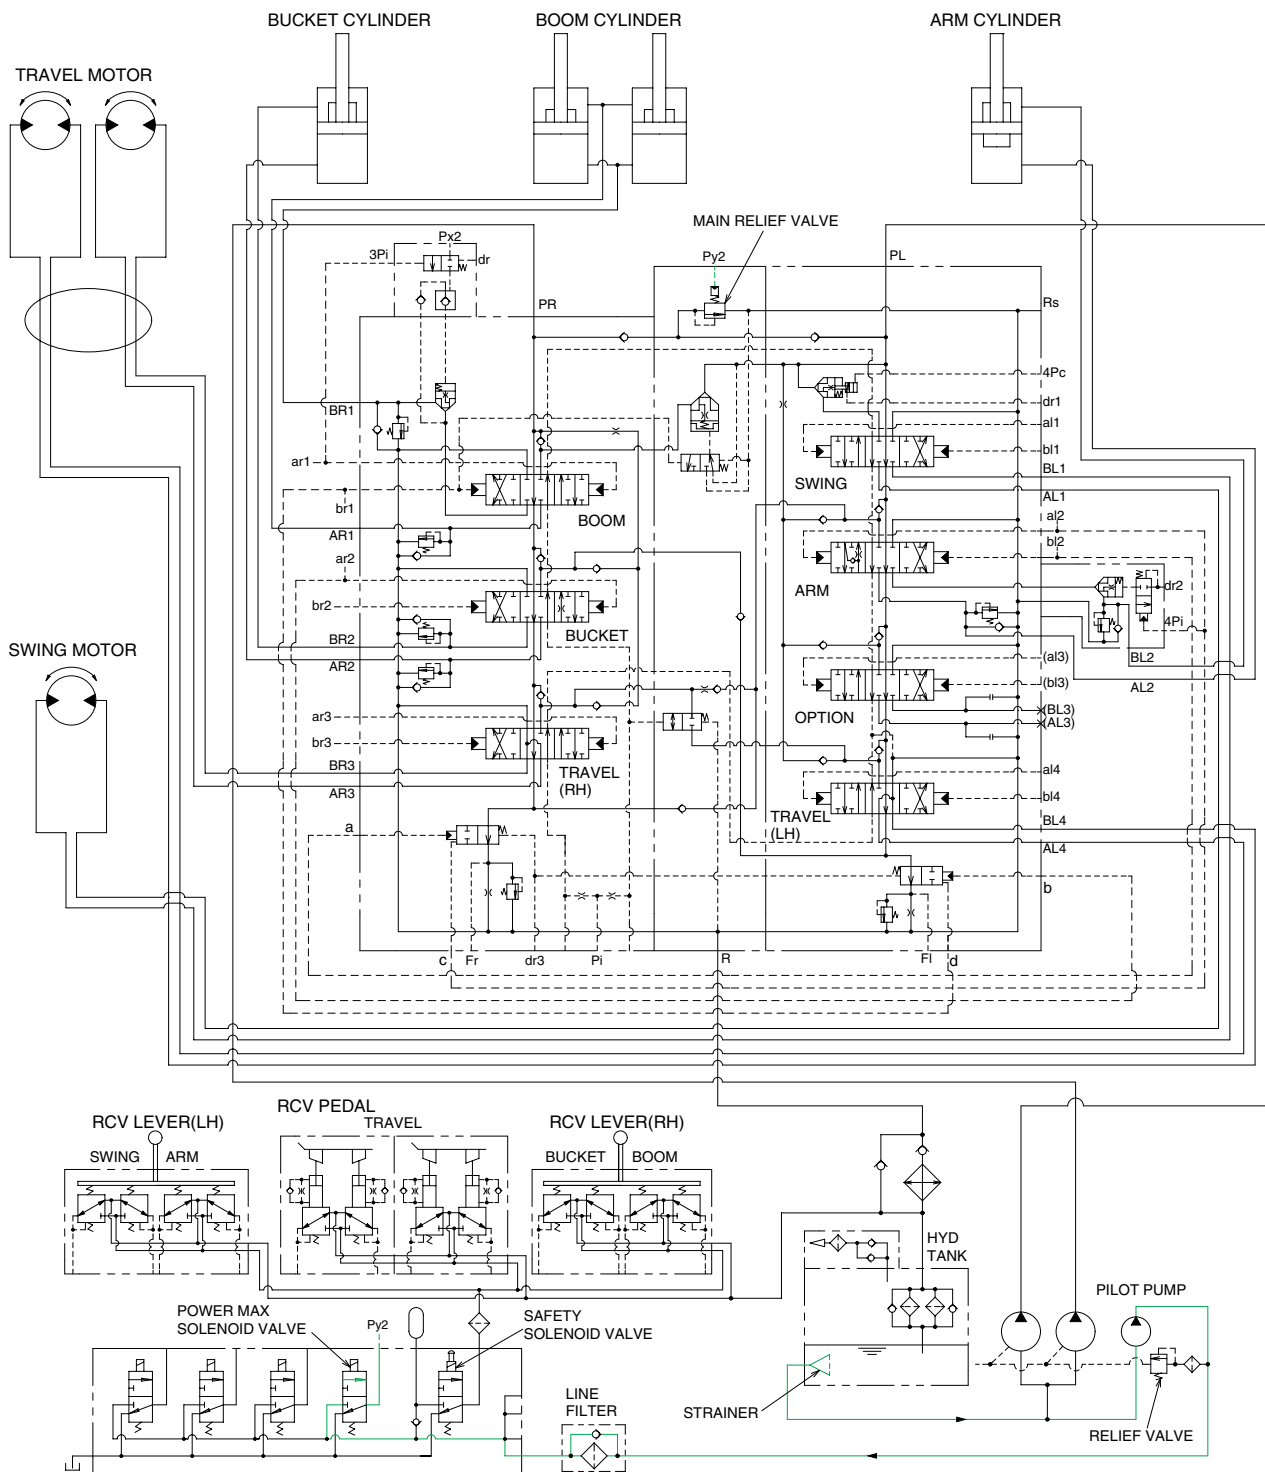 BUCKET CYLINDER
BOOM CYLINDER
ARM CYLINDER
TRAVEL MOTOR
MAIN RELIEF VALVE
Px2
3Pi
dr
Py2
PL
PR
Rs
4Pc
dr1
BR1
al1
ar1
bl1
SWING
BL1
br1
BOOM
AL1
AR1
al2
ar2
bl2
ARM
dr2
br2
BUCKET
4Pi
BR2
BL2
SWING MOTOR
AR2
(al3)
AL2
(bl3)
ar3
OPTION
(BL3)
(AL3)
br3
BR3
TRAVEL
(RH)
al4
AR3
bl4
TRAVEL
(LH)
a
BL4
AL4
b
c
Fr
dr3
Pi
R
Fl
d
RCV LEVER(LH)
RCV PEDAL
TRAVEL
RCV LEVER(RH)
SWING
ARM
BUCKET
BOOM
HYD
TANK
PILOT PUMP
POWER MAX
SOLENOID VALVE
Py2
SAFETY
SOLENOID VALVE
LINE
FILTER
STRAINER
RELIEF VALVE